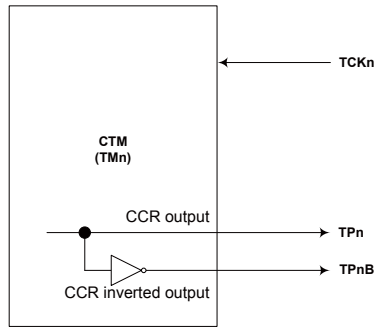 TCKn
CTM
(TMn)
CCR output
TPn
TPnB
CCR inverted output